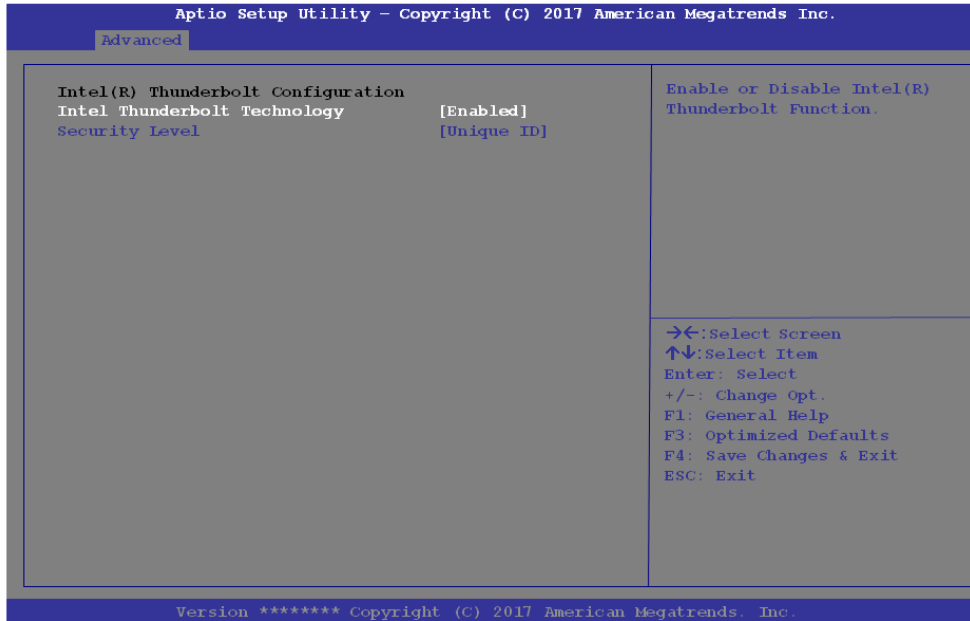 Aptio Setup Utility – Copyright (C) 2017 American Megatrends Inc.
Advanced
Intel(R) Thunderbolt Configuration
Intel Thunderbolt Technology [Enabled]
Security Level [Unique ID]
Enable or Disable Intel(R)
Thunderbolt Function.
→←:Select Screen
↑↓:Select Item
Enter: Select
+/-: Change Opt.
F1: General Help
F3: Optimized Defaults
F4: Save Changes & Exit
ESC: Exit
Version ******** Copyright (C) 2017 American Megatrends. Inc.